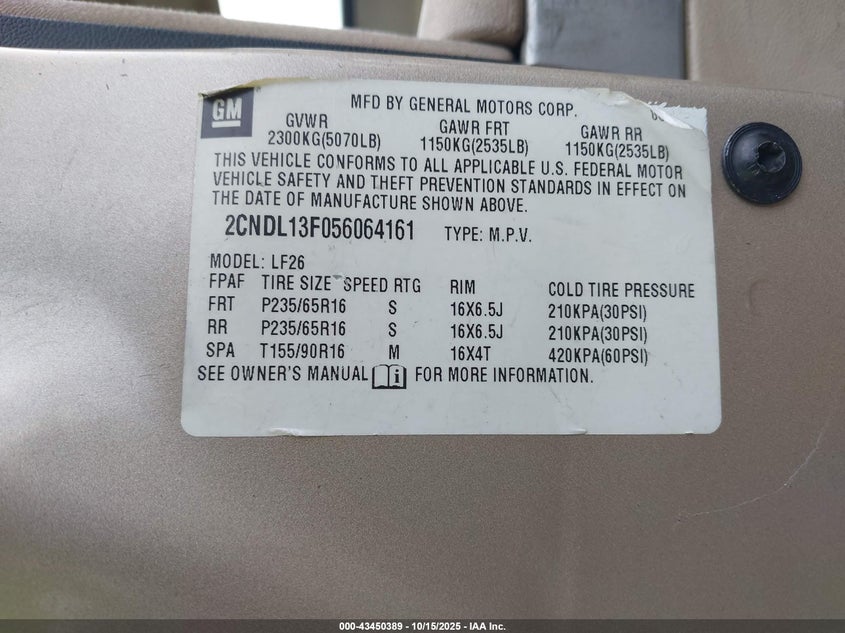 GM
MFD BY GENERAL MOTORS CORP.
GVWR GAWR FRT GAWR RR
2300KG(5070LB) 1150KG(2535LB) 1150KG(2535LB)
THIS VEHICLE CONFORMS TO ALL APPLICABLE U.S. FEDERAL MOTOR
VEHICLE SAFETY AND THEFT PREVENTION STANDARDS IN EFFECT ON
THE DATE OF MANUFACTURE SHOWN ABOVE.
2CNDL13F056064161 TYPE: M.P.V.
MODEL: LF26
FPAF TIRE SIZE SPEED RTG RIM COLD TIRE PRESSURE
FRT P235/65R16 S 16X6.5J 210KPA(30PSI)
RR P235/65R16 S 16X6.5J 210KPA(30PSI)
SPA T155/90R16 M 16X4T 420KPA(60PSI)
SEE OWNER'S MANUAL i FOR MORE INFORMATION.
000-43450389 - 10/15/2025 - IAA Inc.